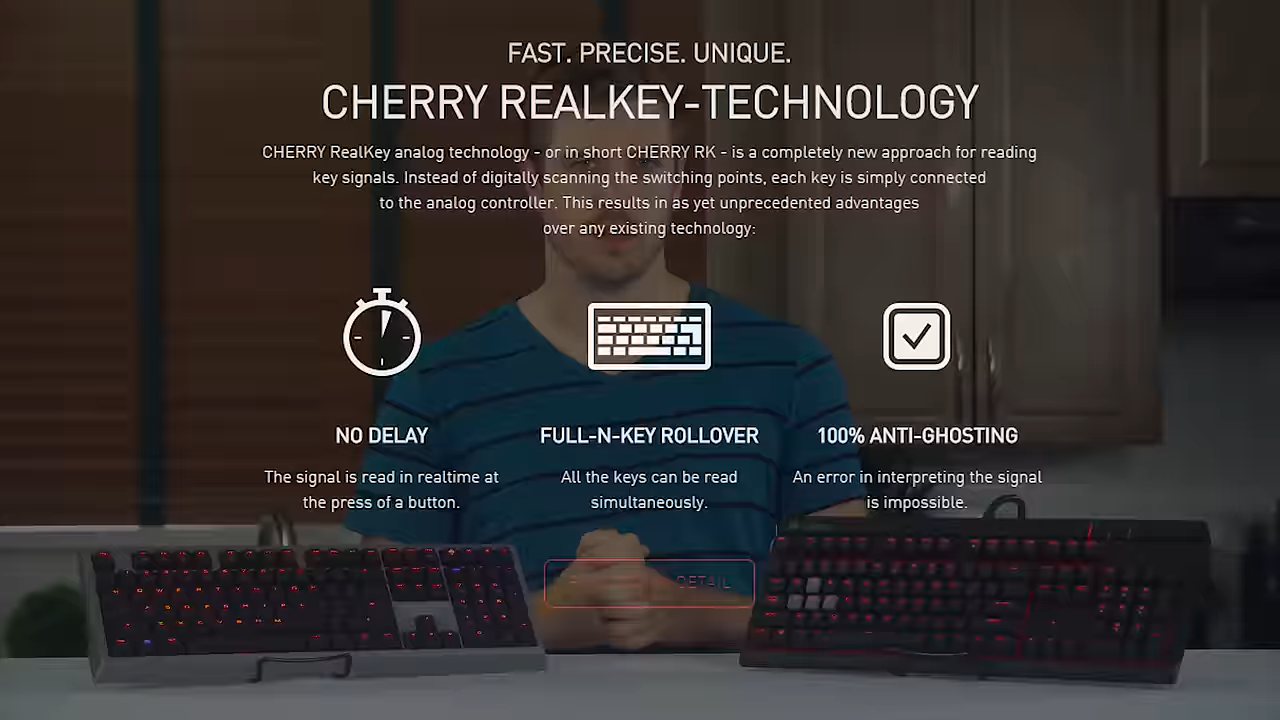 FAST. PRECISE. UNIQUE.
CHERRY REALKEY-TECHNOLOGY
CHERRY RealKey analog technology - or in short CHERRY RK - is a completely new approach for reading
key signals. Instead of digitally scanning the switching points, each key is simply connected
to the analog controller. This results in as yet unprecedented advantages
over any existing technology:
NO DELAY
FULL-N-KEY ROLLOVER
100% ANTI-GHOSTING
The signal is read in realtime at
the press of a button.
All the keys can be read
simultaneously.
An error in interpreting the signal
is impossible.
DETAIL